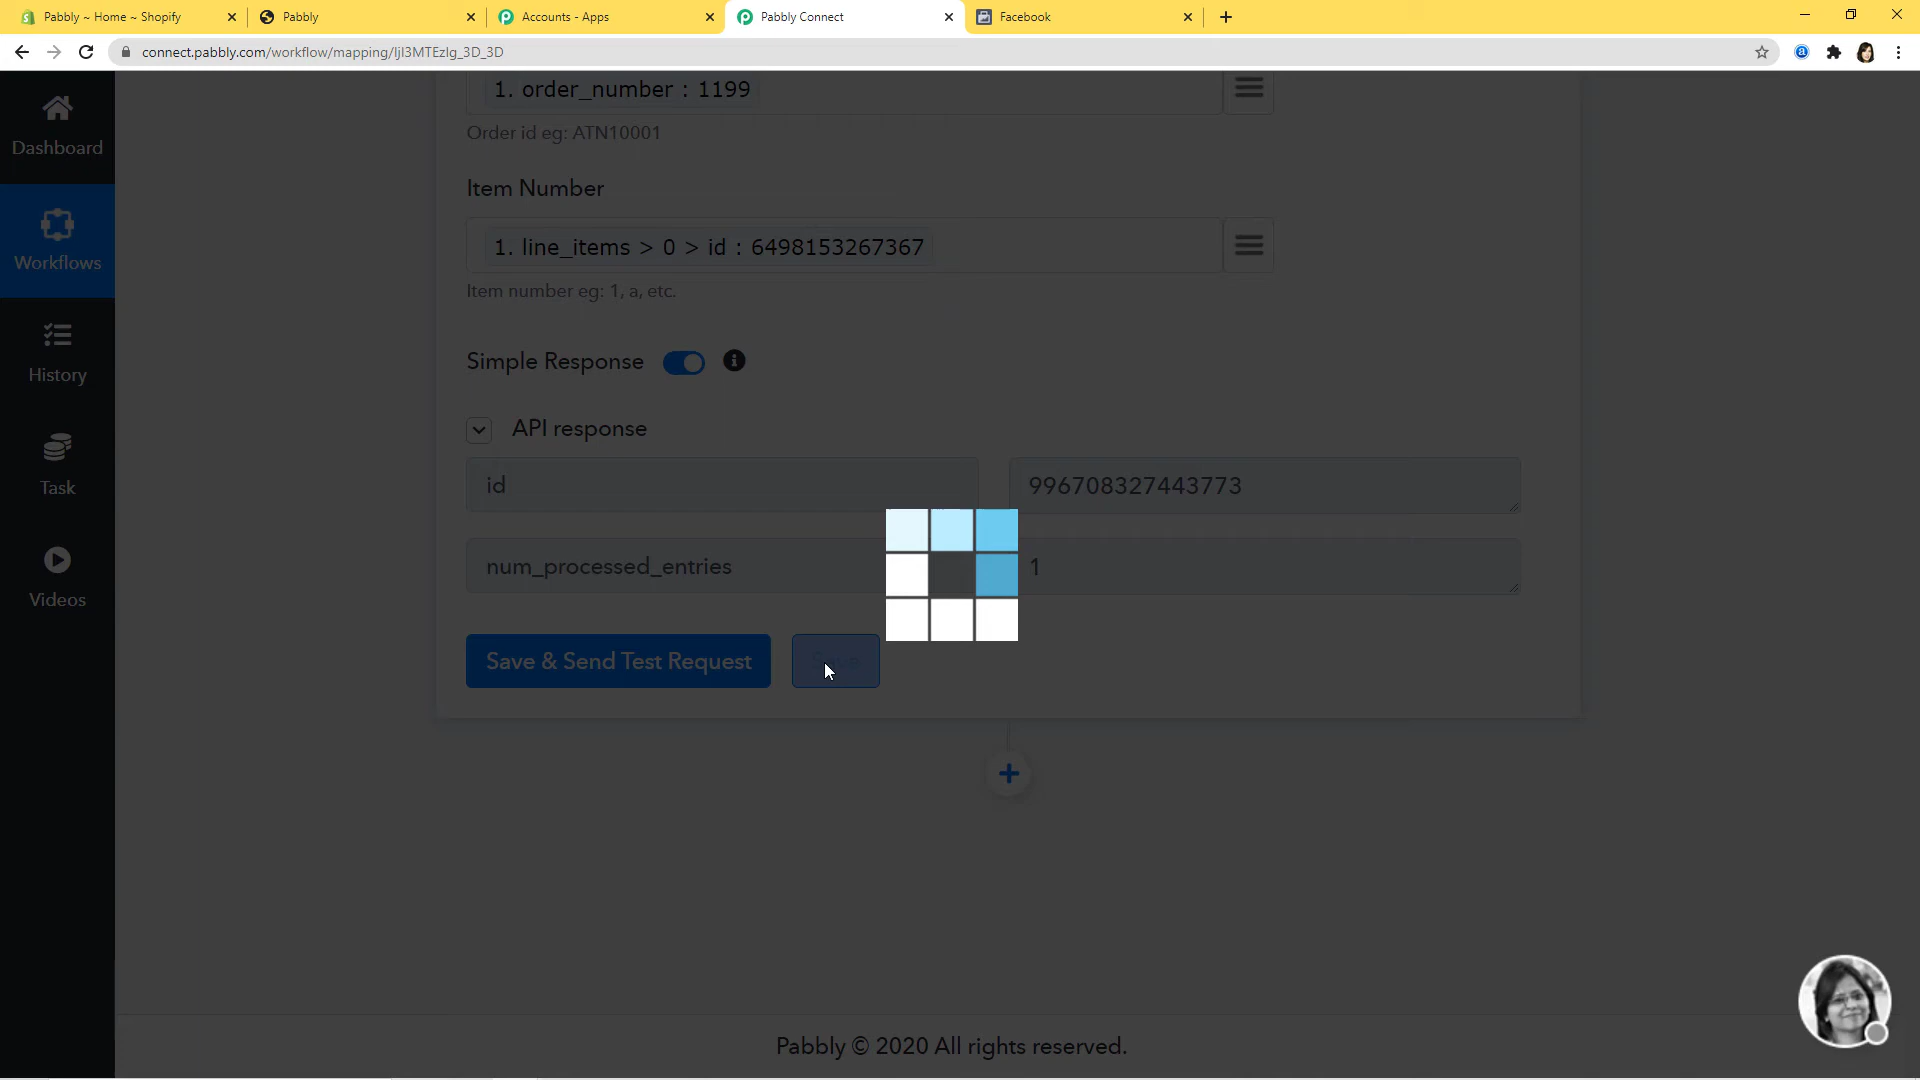 Pabbly ~ Home ~ Shopify
Pabbly
Accounts - Apps
Pabbly Connect
Facebook
connect.pabbly.com/workflow/mapping/IjI3MTEzIg_3D_3D
Dashboard
Workflows
History
Task
Videos
1. order_number : 1199
Order id eg: ATN10001
Item Number
1. line_items > 0 > id : 6498153267367
Item number eg: 1, a, etc.
Simple Response
API response
id
996708327443773
num_processed_entries
1
Save & Send Test Request
Save
Pabbly © 2020 All rights reserved.